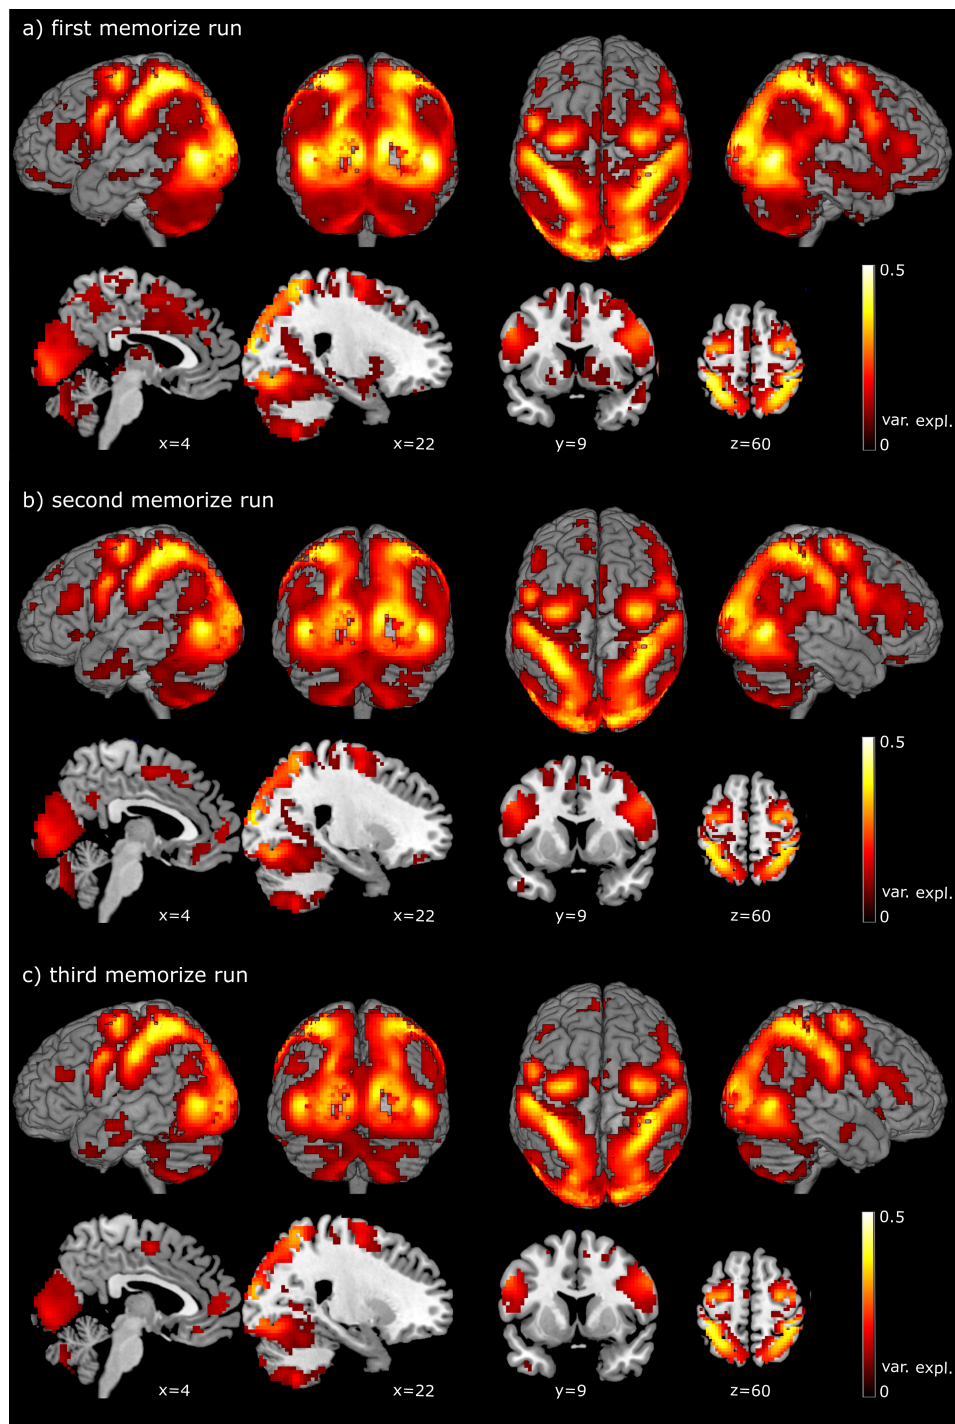 a) first memorize run
0.5
var. expl.
0
x=4
x=22
y=9
z=60
b) second memorize run
0.5
var. expl.
0
x=4
x=22
y=9
z=60
c) third memorize run
0.5
var. expl.
0
x=4
x=22
y=9
z=60